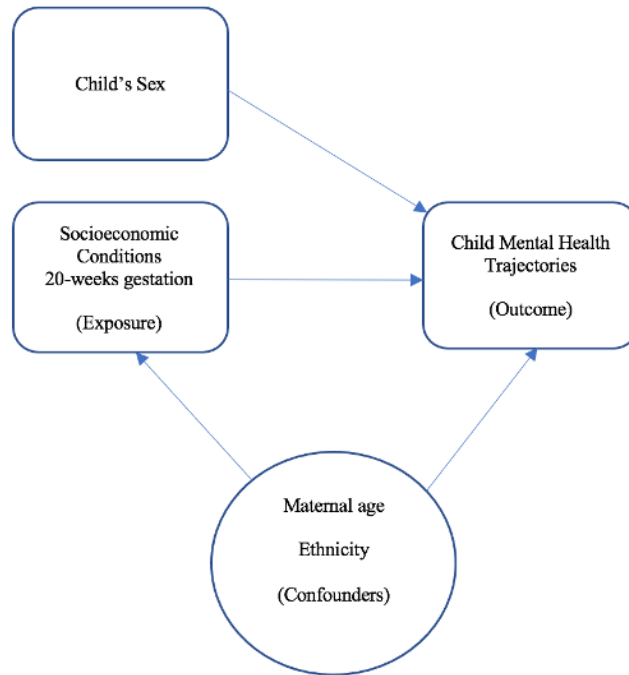 Child's Sex
Socioeconomic
Conditions
20-weeks gestation
(Exposure)
Child Mental Health
Trajectories
(Outcome)
Maternal age
Ethnicity
(Confounders)